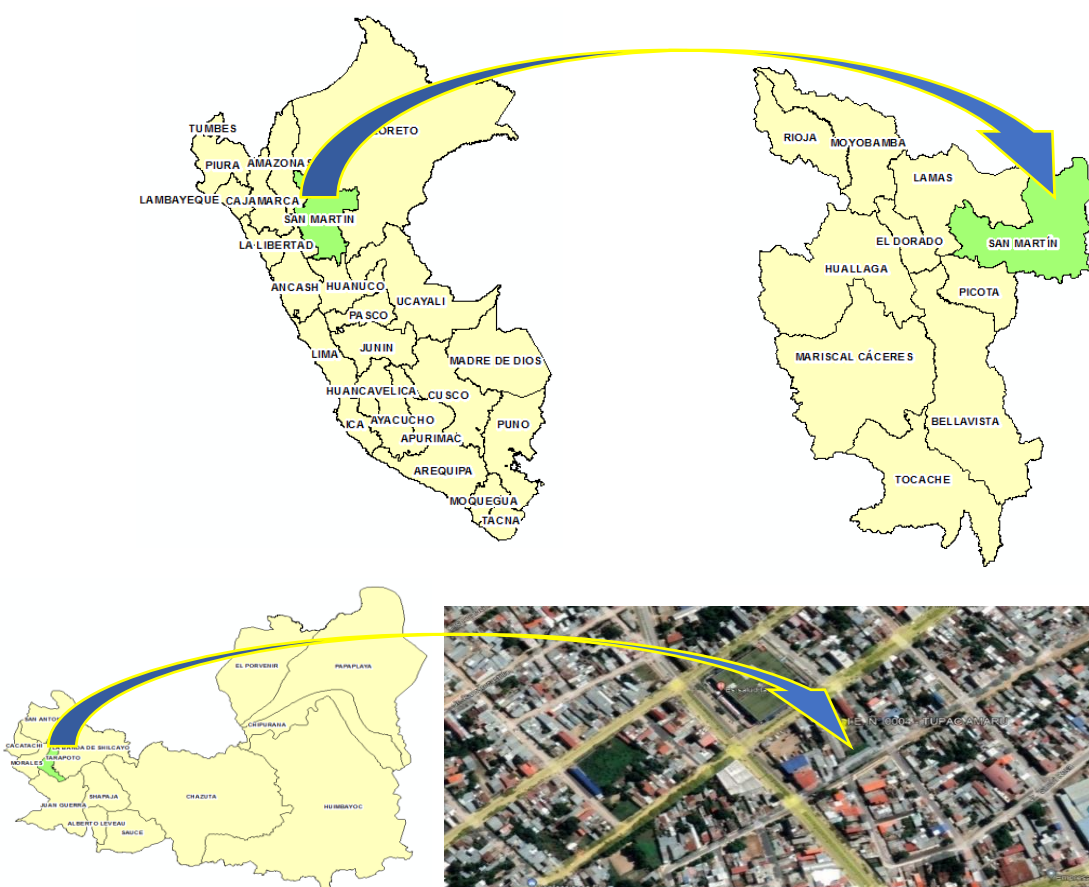 TUMBES
LORETO
PIURA
AMAZONAS
LAMBAYEQUE
CAJAMARCA
SAN MARTIN
LA LIBERTAD
ANCASH
HUANUCO
UCAYALI
PASCO
LIMA
JUNIN
MADRE DE DIOS
HUANCAVELICA
CUSCO
ICA
AYACUCHO
PUNO
APURIMAC
AREQUIPA
MOQUEGUA
TACNA
RIOJA
MOYOBAMBA
LAMAS
EL DORADO
SAN MARTÍN
HUALLAGA
PICOTA
MARISCAL CÁCERES
BELLAVISTA
TOCACHE
EL PORVENIR
PAPAPLAYA
SAN ANTO
CHIPURANA
CACATACHI
LA BANDA DE SHILCAYO
MORALES
TARAPOTO
SHAPAJA
CHAZUTA
JUAN GUERRA
HUIMBAYOC
ALBERTO LEVEAU
SAUCE
TUPAC AMARU